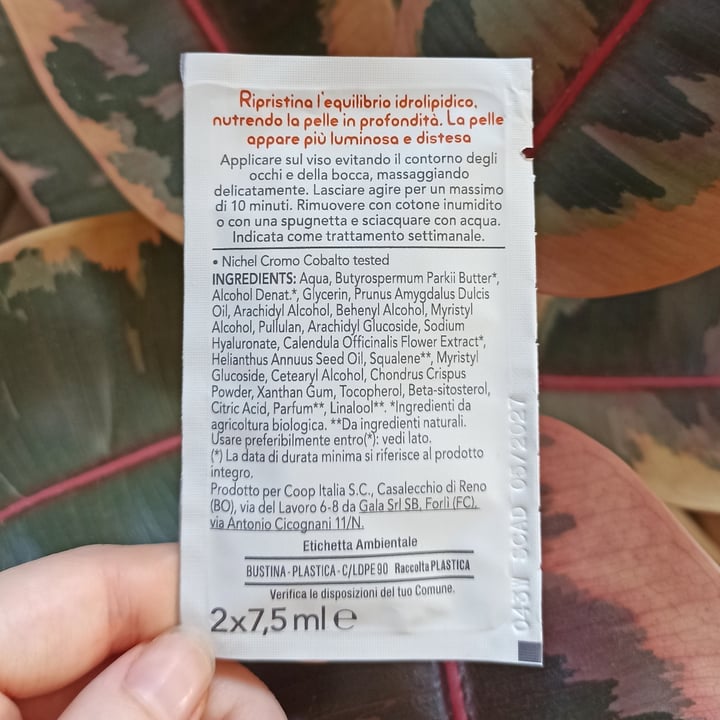 Ripristina l'equilibrio idrolipidico,
nutrendo la pelle in profondità. La pelle
appare più luminosa e distesa
Applicare sul viso evitando il contorno degli
occhi e della bocca, massaggiando
delicatamente. Lasciare agire per un massimo
di 10 minuti. Rimuovere con cotone inumidito
o con una spugnetta e sciacquare con acqua.
Indicata come trattamento settimanale.
• Nichel Cromo Cobalto tested
INGREDIENTS: Aqua, Butyrospermum Parkii Butter*,
Alcohol Denat.*, Glycerin, Prunus Amygdalus Dulcis
Oil, Arachidyl Alcohol, Behenyl Alcohol, Myristyl
Alcohol, Pullulan, Arachidyl Glucoside, Sodium
Hyaluronate, Calendula Officinalis Flower Extract*,
Helianthus Annuus Seed Oil, Squalene**, Myristyl
Glucoside, Cetearyl Alcohol, Chondrus Crispus
Powder, Xanthan Gum, Tocopherol, Beta-sitosterol,
Citric Acid, Parfum**, Linalool**. *Ingredienti da
agricoltura biologica. **Da ingredienti naturali.
Usare preferibilmente entro(*): vedi lato.
(*) La data di durata minima si riferisce al prodotto
integro.
Prodotto per Coop Italia S.C., Casalecchio di Reno
(BO), via del Lavoro 6-8 da Gala Srl SB, Forlì (FC),
via Antonio Cicognani 11/N.
Etichetta Ambientale
BUSTINA-PLASTICA-C/LDPE 90 Raccolta PLASTICA
Verifica le disposizioni del tuo Comune.
2x7,5 ml e
SCAD 05/2027